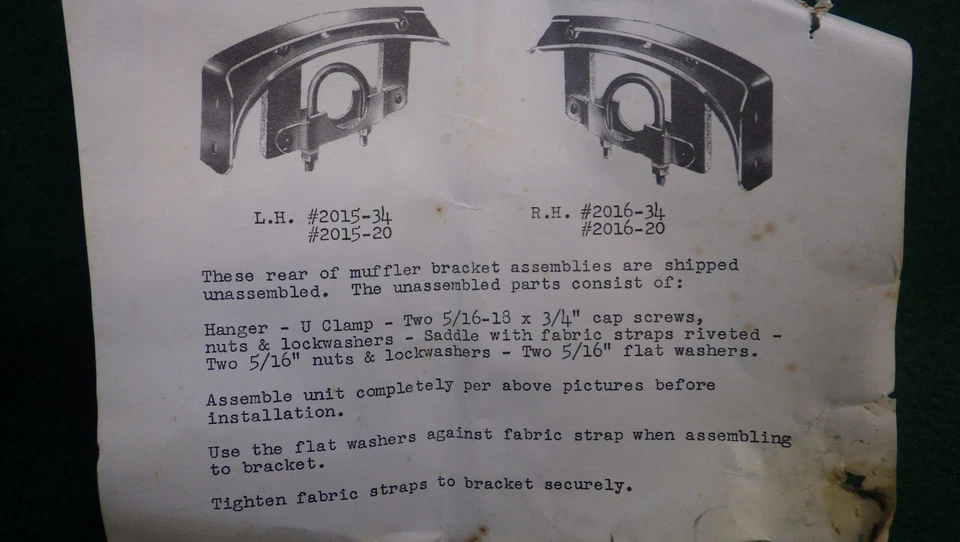 L.H. #2015-34
#2015-20
R.H. #2016-34
#2016-20
These rear of muffler bracket assemblies are shipped
unassembled. The unassembled parts consist of:
Hanger - U Clamp - Two 5/16-18 x 3/4" cap screws,
nuts & lockwashers - Saddle with fabric straps riveted -
Two 5/16" nuts & lockwashers - Two 5/16" flat washers.
Assemble unit completely per above pictures before
installation.
Use the flat washers against fabric strap when assembling
to bracket.
Tighten fabric straps to bracket securely.